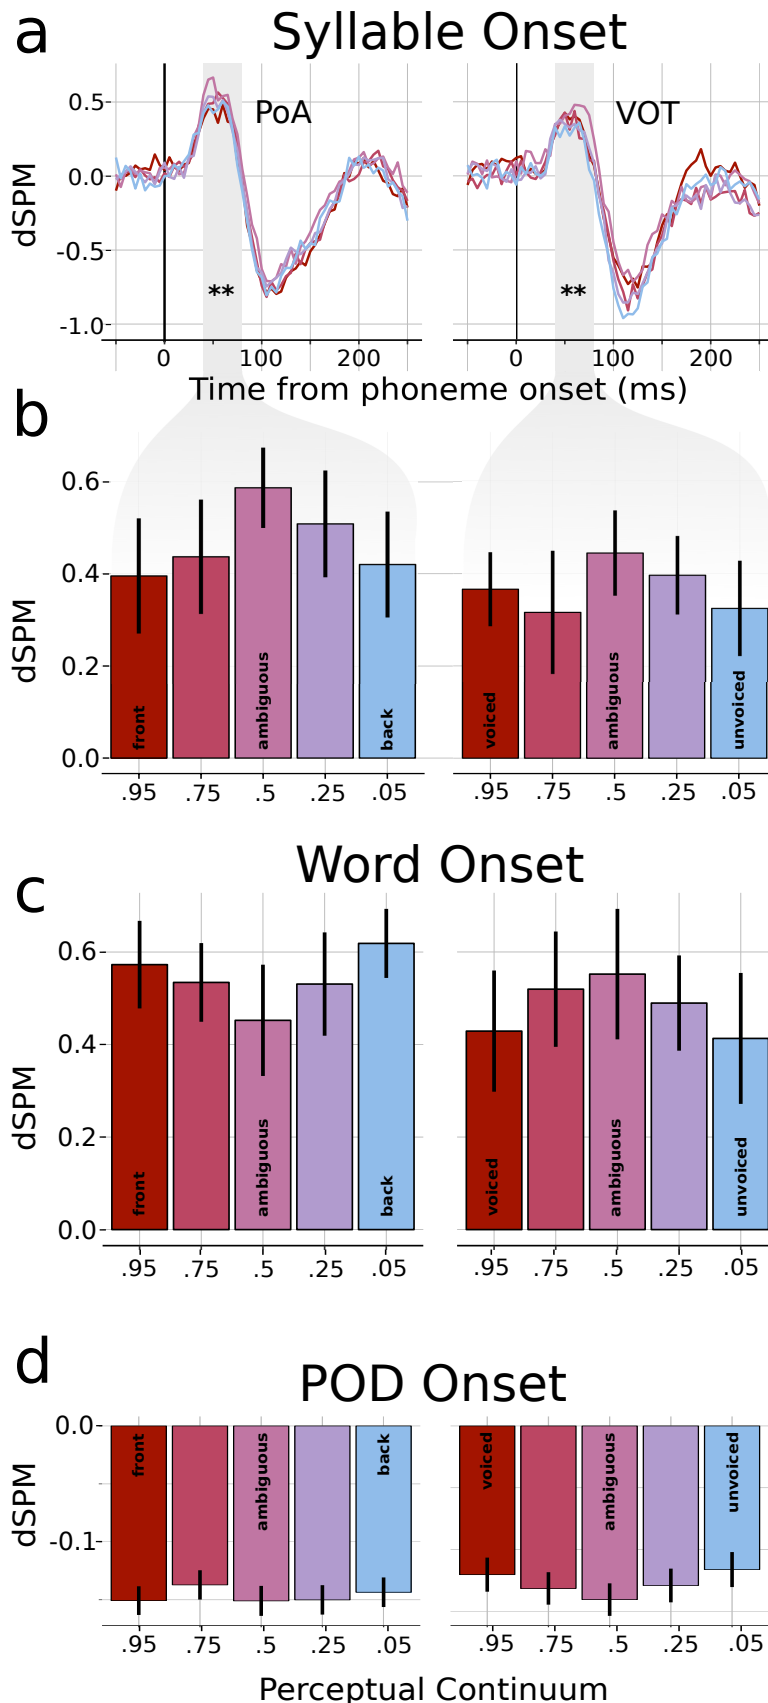 a Syllable Onset
PoA VOT
dSPM
0.5
0.0
-0.5
-1.0
** **
0 100 200 0 100 200
Time from phoneme onset (ms)
b
dSPM
0.6
0.4
0.2
0.0
front ambiguous back voiced ambiguous unvoiced
.95 .75 .5 .25 .05 .95 .75 .5 .25 .05
Word Onset
c
dSPM
0.6
0.4
0.2
0.0
front ambiguous back voiced ambiguous unvoiced
.95 .75 .5 .25 .05 .95 .75 .5 .25 .05
d
POD Onset
dSPM
0.0
-0.1
front ambiguous back voiced ambiguous unvoiced
.95 .75 .5 .25 .05 .95 .75 .5 .25 .05
Perceptual Continuum